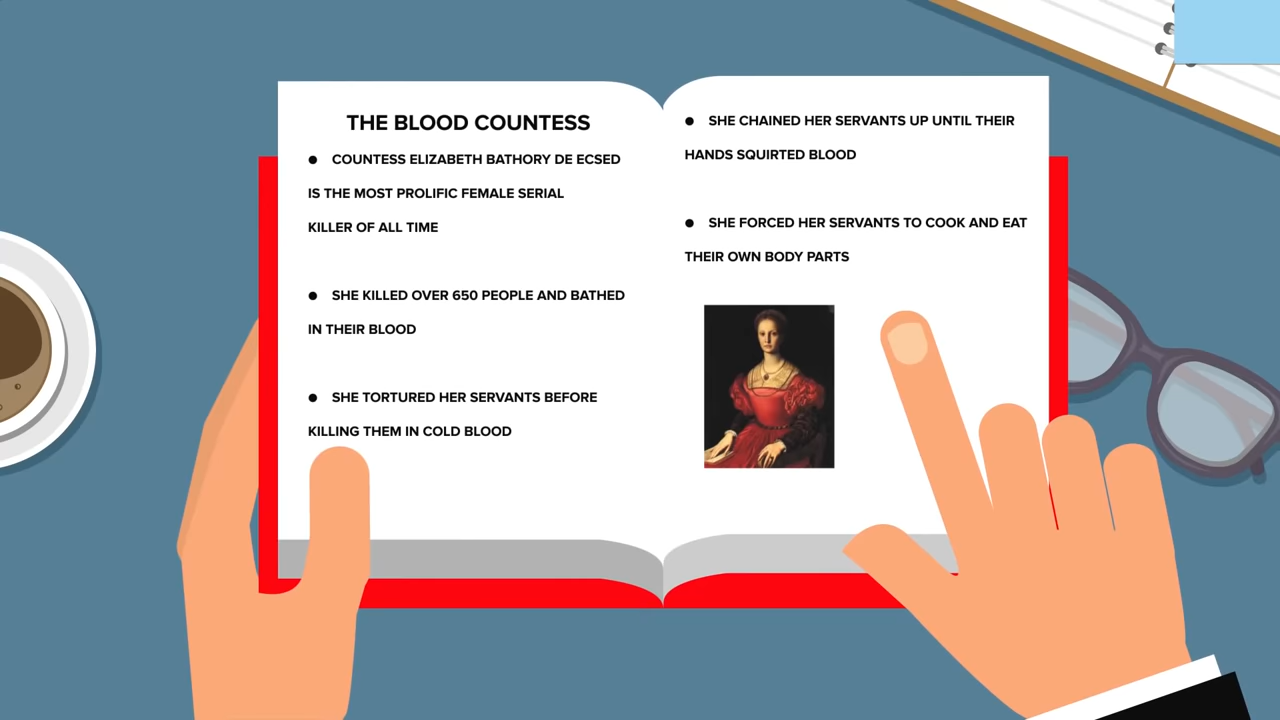 THE BLOOD COUNTESS
● COUNTESS ELIZABETH BATHORY DE ECSED
IS THE MOST PROLIFIC FEMALE SERIAL
KILLER OF ALL TIME
● SHE KILLED OVER 650 PEOPLE AND BATHED
IN THEIR BLOOD
● SHE TORTURED HER SERVANTS BEFORE
KILLING THEM IN COLD BLOOD
● SHE CHAINED HER SERVANTS UP UNTIL THEIR
HANDS SQUIRTED BLOOD
● SHE FORCED HER SERVANTS TO COOK AND EAT
THEIR OWN BODY PARTS